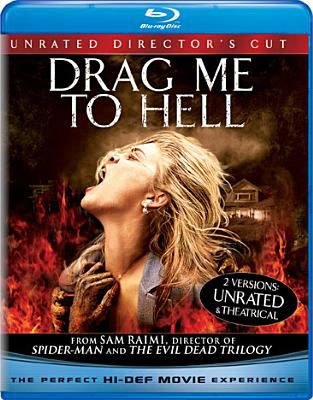 Blu-ray Disc
UNRATED DIRECTOR'S CUT
DRAG ME
TO HELL
2 VERSIONS:
UNRATED
& THEATRICAL
FROM SAM RAIMI, DIRECTOR OF
SPIDER-MAN AND THE EVIL DEAD TRILOGY
THE PERFECT HI-DEF MOVIE EXPERIENCE